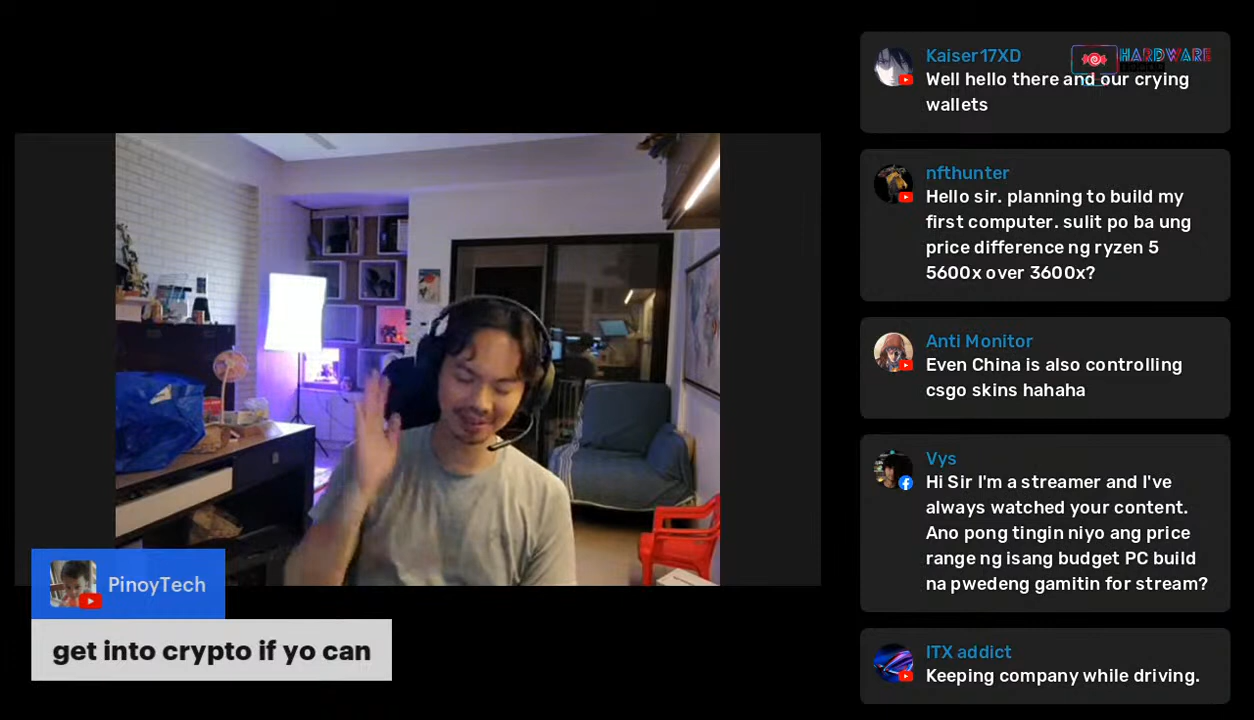 Kaiser17XD
HARDWARE
Well hello there and our crying
wallets
nfthunter
Hello sir. planning to build my
first computer. sulit po ba ung
price difference ng ryzen 5
5600x over 3600x?
Anti Monitor
Even China is also controlling
csgo skins hahaha
Vys
Hi Sir I'm a streamer and I've
always watched your content.
Ano pong tingin niyo ang price
range ng isang budget PC build
na pwedeng gamitin for stream?
ITX addict
Keeping company while driving.
PinoyTech
get into crypto if yo can